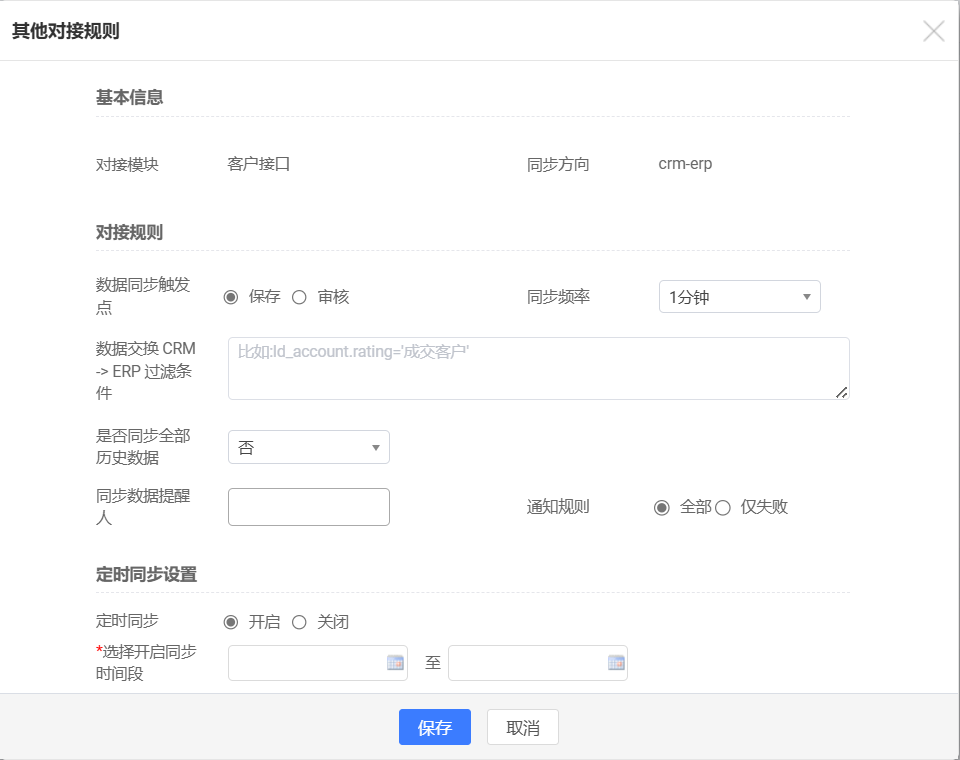 其他对接规则
基本信息
对接模块 客户接口 同步方向 crm-erp
对接规则
数据同步触发
点
保存 审核 同步频率 1分钟
数据交换 CRM
-> ERP 过滤条
件
比如:ld_account.rating='成交客户'
是否同步全部
历史数据
否
同步数据提醒
人
通知规则 全部 仅失败
定时同步设置
定时同步 开启 关闭
*选择开启同步
时间段
至
保存 取消